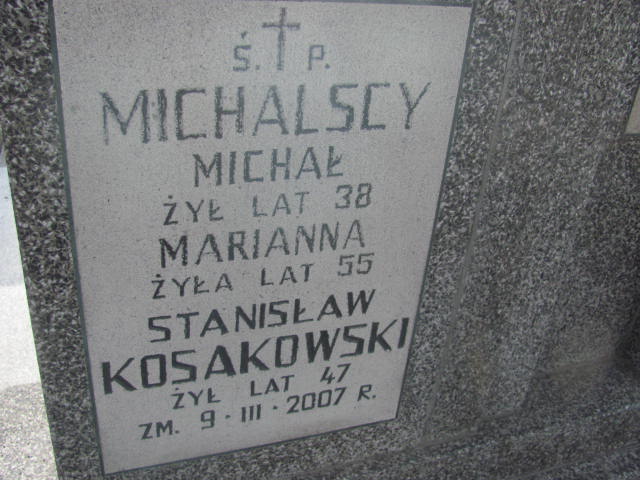 Ś. P.
MICHALSCY
MICHAŁ
ŻYŁ LAT 38
MARIANNA
ŻYŁA LAT 55
STANISŁAW
KOSAKOWSKI
ŻYŁ LAT 47
ZM. 9·III·2007 R.